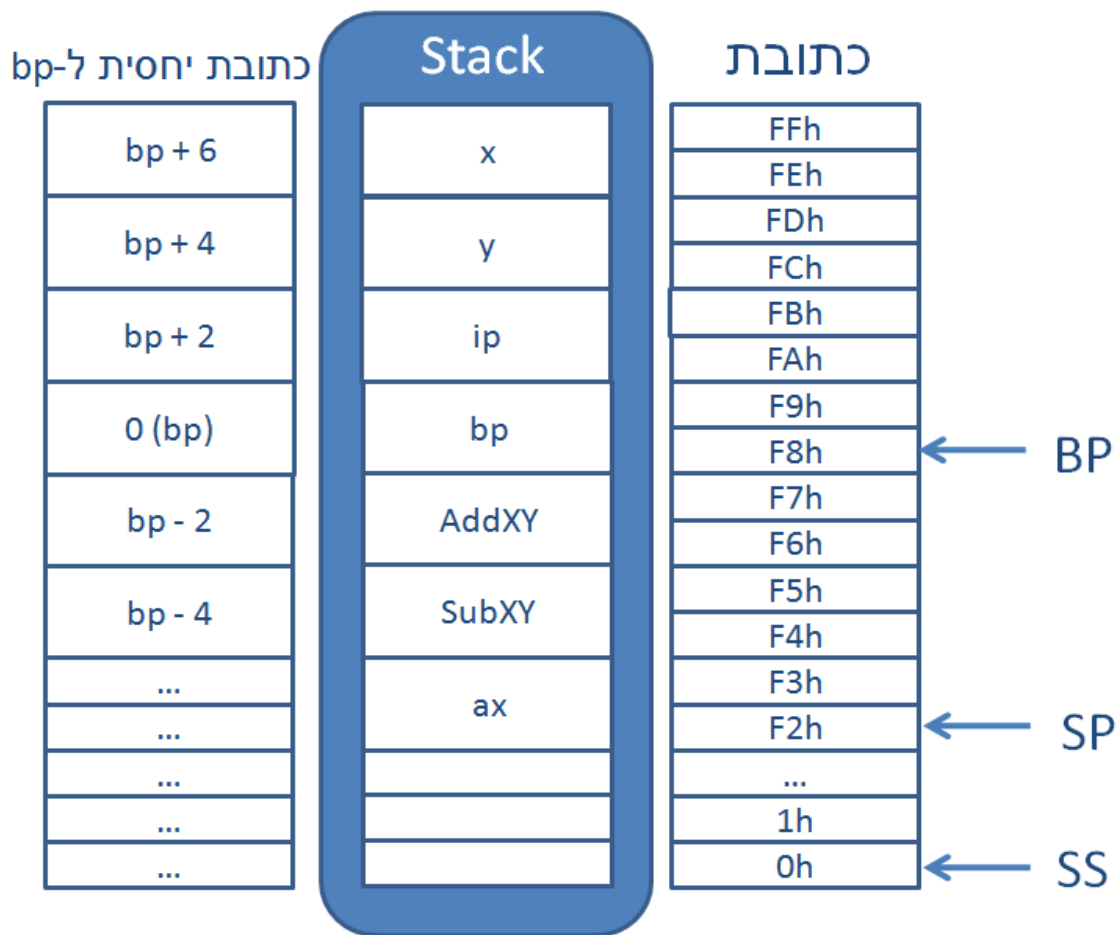 כתובת יחסית ל-bp
bp + 6
bp + 4
bp + 2
0 (bp)
bp - 2
bp - 4
...
...
...
...
...
Stack
x
y
ip
bp
AddXY
SubXY
ax
כתובת
FFh
FEh
FDh
FCh
FBh
FAh
F9h
F8h
F7h
F6h
F5h
F4h
F3h
F2h
...
1h
0h
BP
SP
SS